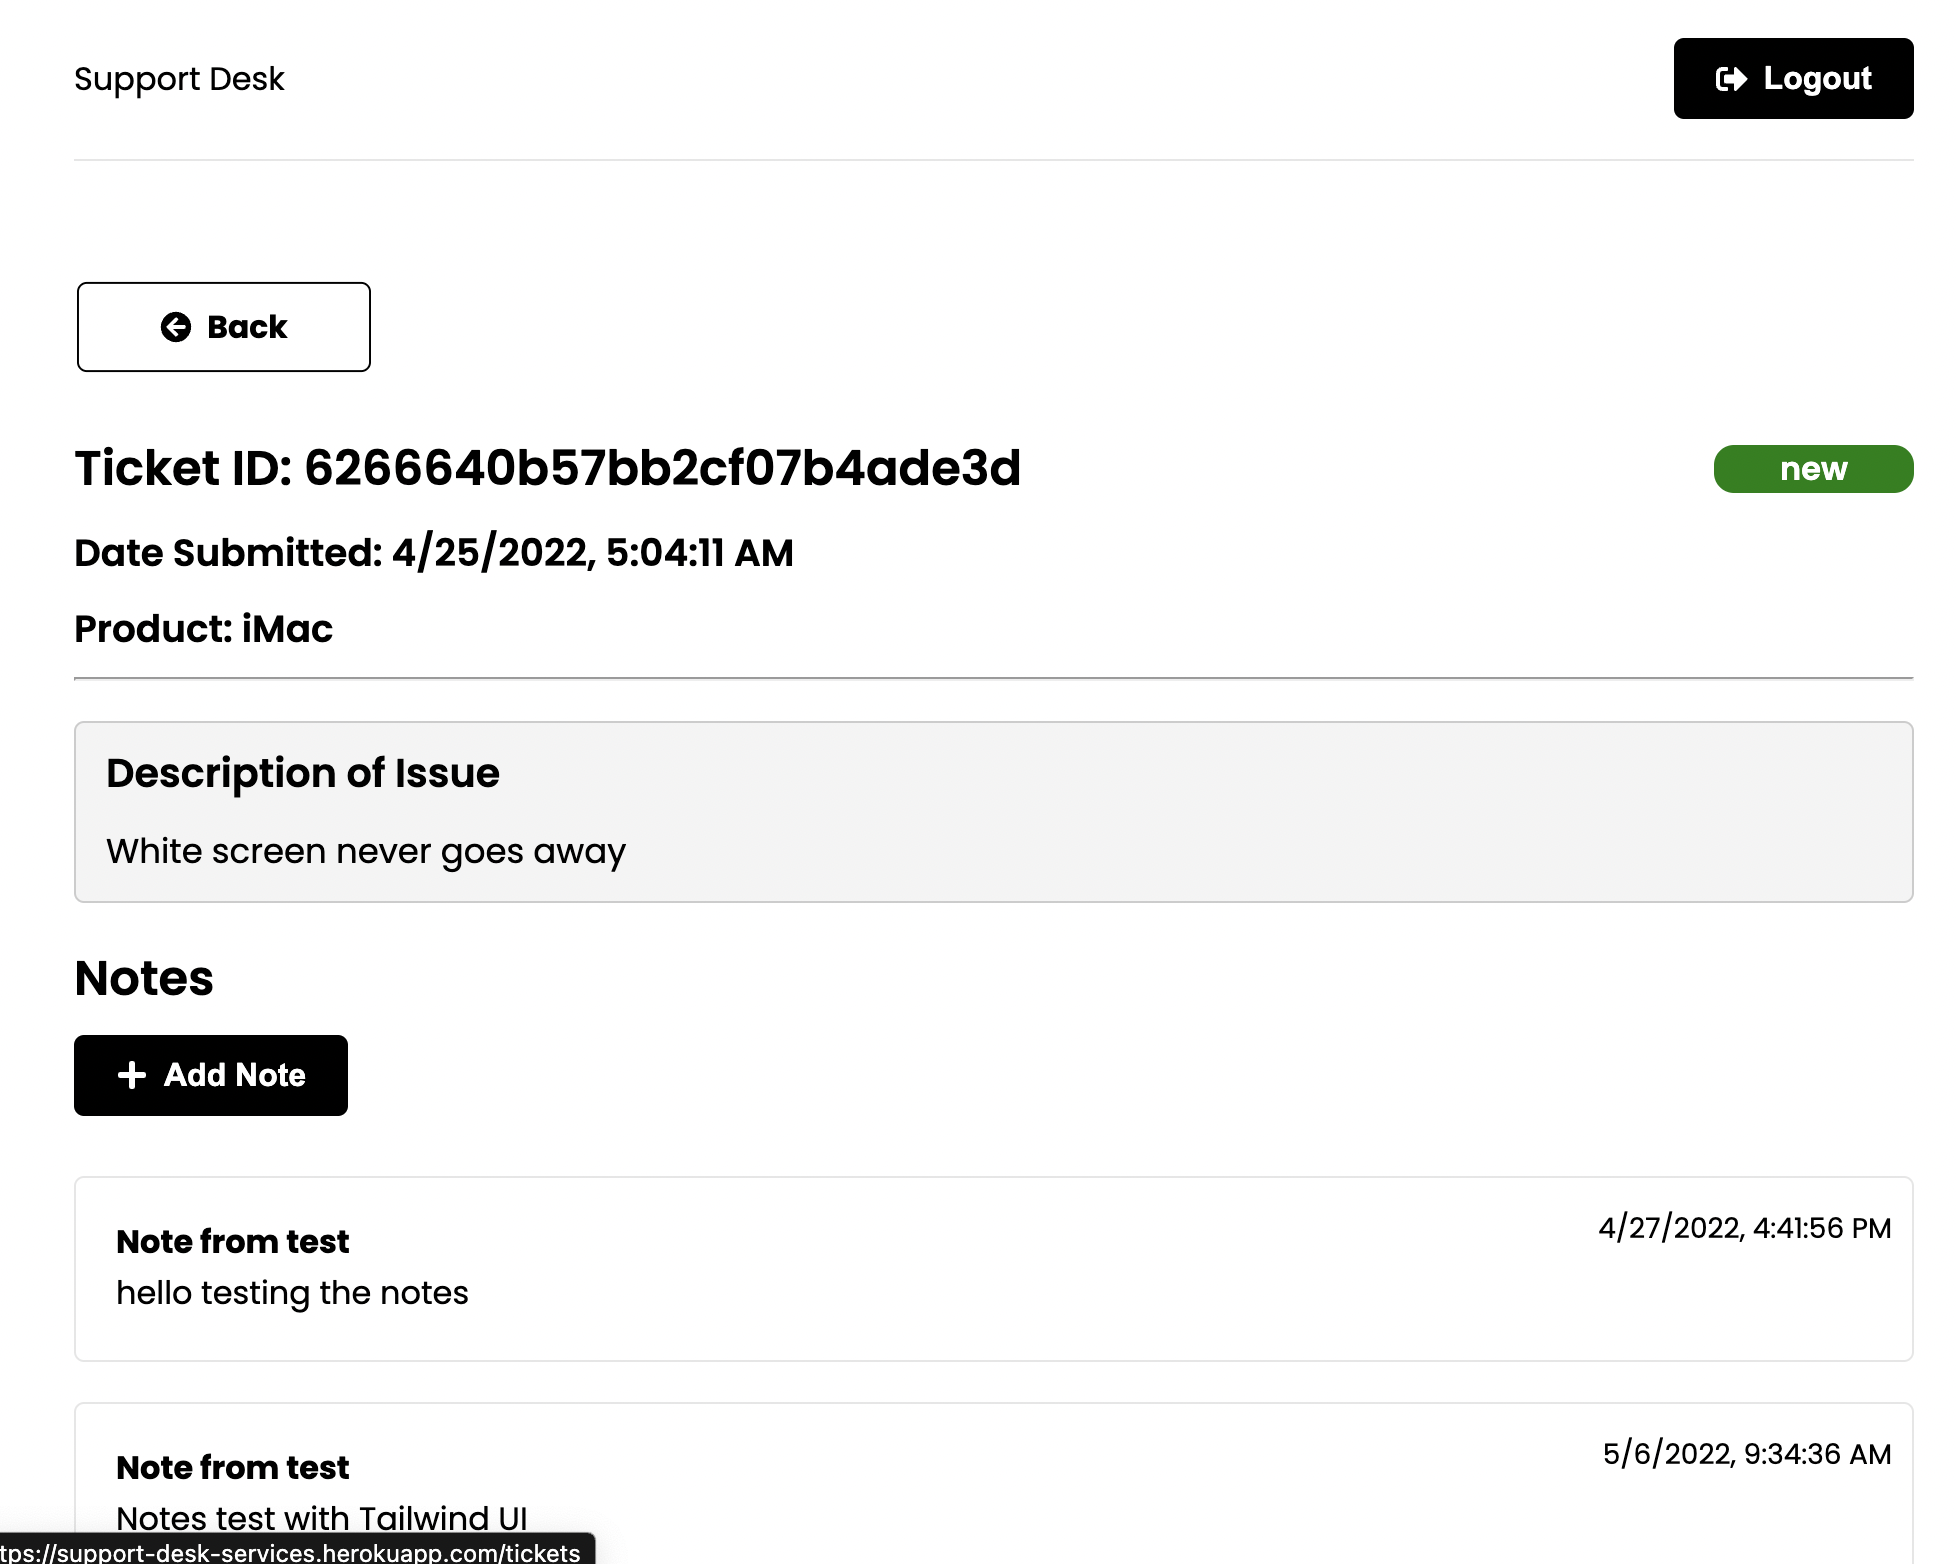 Support Desk
Logout
Back
Ticket ID: 6266640b57bb2cf07b4ade3d
new
Date Submitted: 4/25/2022, 5:04:11 AM
Product: iMac
Description of Issue
White screen never goes away
Notes
Add Note
Note from test
4/27/2022, 4:41:56 PM
hello testing the notes
Note from test
5/6/2022, 9:34:36 AM
Notes test with Tailwind UI
tps://support-desk-services.herokuapp.com/tickets